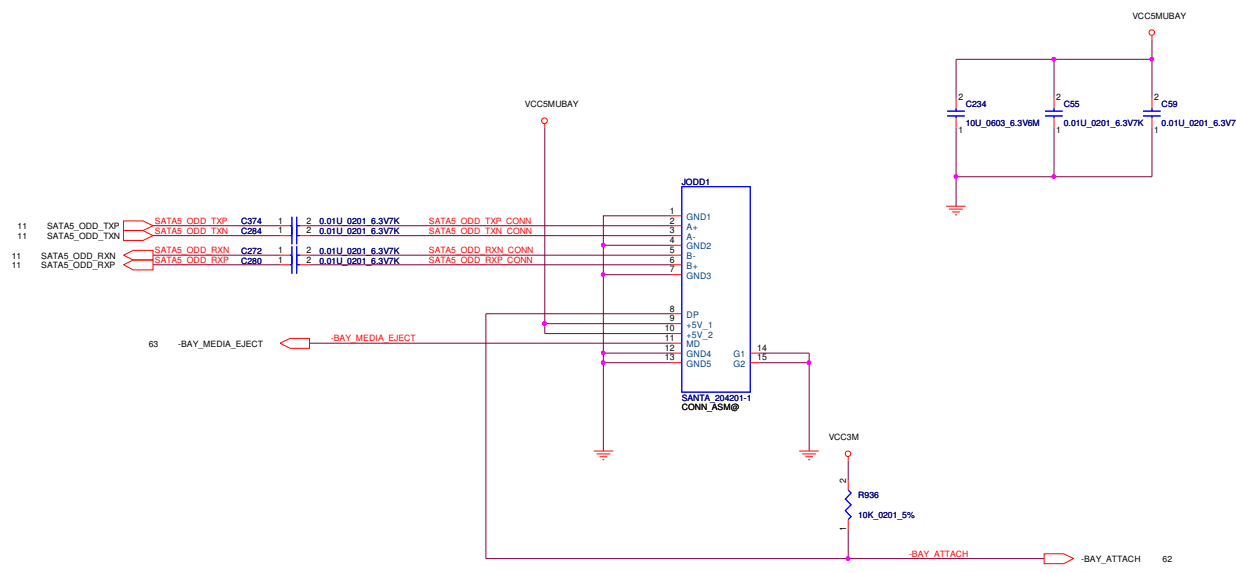 VCC5MUBAY
2 C234
10U_0603_6.3V6M
1
2 C55
0.01U_0201_6.3V7K
1
2 C59
0.01U_0201_6.3V7
1
VCC5MUBAY
JODD1
11 SATA5_ODD_TXP SATA5_ODD_TXP C374 1 2 0.01U_0201_6.3V7K SATA5_ODD_TXP_CONN
11 SATA5_ODD_TXN SATA5_ODD_TXN C284 1 2 0.01U_0201_6.3V7K SATA5_ODD_TXN_CONN
11 SATA5_ODD_RXN SATA5_ODD_RXN C272 1 2 0.01U_0201_6.3V7K SATA5_ODD_RXN_CONN
11 SATA5_ODD_RXP SATA5_ODD_RXP C280 1 2 0.01U_0201_6.3V7K SATA5_ODD_RXP_CONN
1 GND1
2 A+
3 A-
4 GND2
5 B-
6 B+
7 GND3
8 DP
9 +5V_1
10 +5V_2
11 MD
12 GND4
13 GND5
G1 14
G2 15
63 -BAY_MEDIA_EJECT -BAY_MEDIA_EJECT
SANTA_204201-1
CONN_ASM@
VCC3M
2
R936
10K_0201_5%
1
-BAY_ATTACH -BAY_ATTACH 62